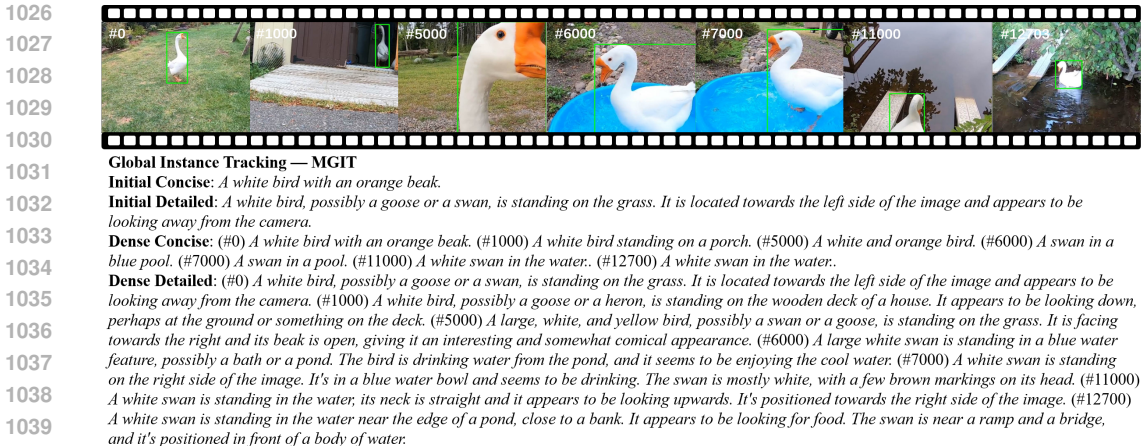 1026
#0 #1000 #5000 #6000 #7000 #11000 #12703
1027
1028
1029
1030
Global Instance Tracking — MGIT
1031
Initial Concise: A white bird with an orange beak.
1032
Initial Detailed: A white bird, possibly a goose or a swan, is standing on the grass. It is located towards the left side of the image and appears to be
looking away from the camera.
1033
Dense Concise: (#0) A white bird with an orange beak. (#1000) A white bird standing on a porch. (#5000) A white and orange bird. (#6000) A swan in a
1034
blue pool. (#7000) A swan in a pool. (#11000) A white swan in the water.. (#12700) A white swan in the water..
Dense Detailed: (#0) A white bird, possibly a goose or a swan, is standing on the grass. It is located towards the left side of the image and appears to be
1035
looking away from the camera. (#1000) A white bird, possibly a goose or a heron, is standing on the wooden deck of a house. It appears to be looking down,
1036
perhaps at the ground or something on the deck. (#5000) A large, white, and yellow bird, possibly a swan or a goose, is standing on the grass. It is facing
towards the right and its beak is open, giving it an interesting and somewhat comical appearance. (#6000) A large white swan is standing in a blue water
1037
feature, possibly a bath or a pond. The bird is drinking water from the pond, and it seems to be enjoying the cool water. (#7000) A white swan is standing
on the right side of the image. It's in a blue water bowl and seems to be drinking. The swan is mostly white, with a few brown markings on its head. (#11000)
1038
A white swan is standing in the water, its neck is straight and it appears to be looking upwards. It's positioned towards the right side of the image. (#12700)
1039
A white swan is standing in the water near the edge of a pond, close to a bank. It appears to be looking for food. The swan is near a ramp and a bridge,
and it's positioned in front of a body of water.